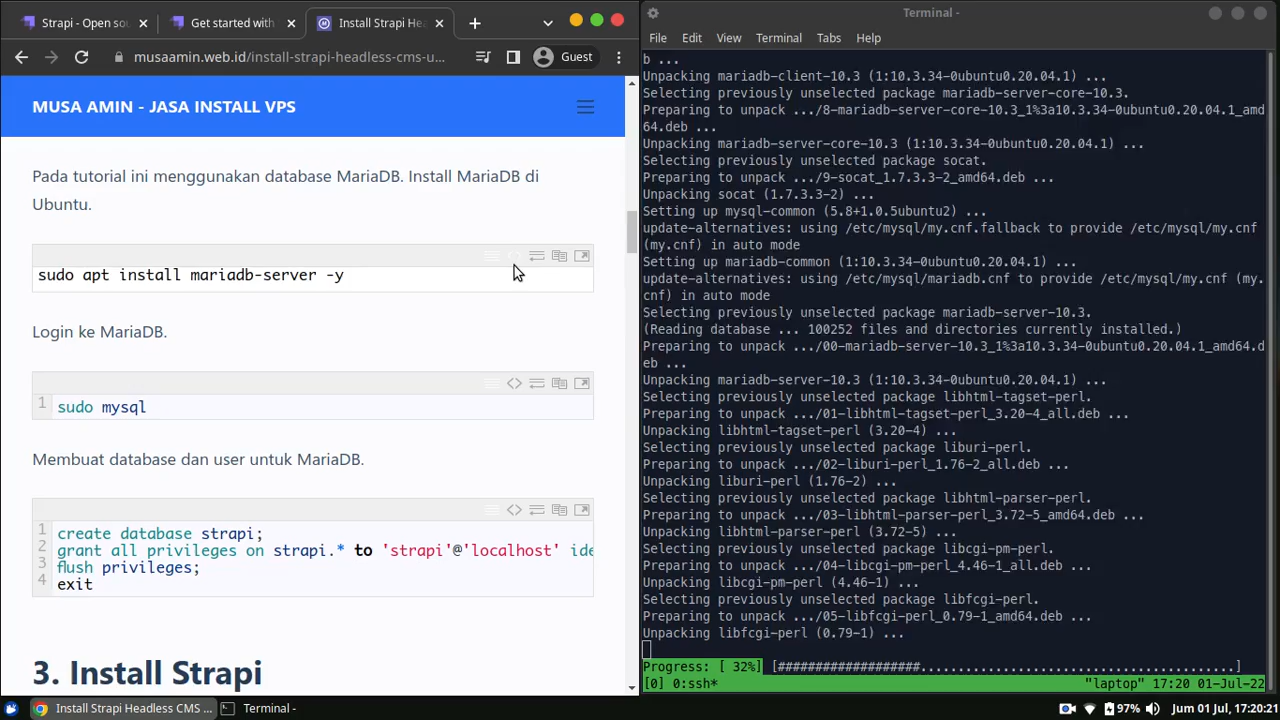 Strapi - Open sou
Get started with
Install Strapi Hea
musaamin.web.id/install-strapi-headless-cms-u...
Guest
MUSA AMIN - JASA INSTALL VPS
Pada tutorial ini menggunakan database MariaDB. Install MariaDB di
Ubuntu.
sudo apt install mariadb-server -y
Login ke MariaDB.
1 sudo mysql
Membuat database dan user untuk MariaDB.
1 create database strapi;
2 grant all privileges on strapi.* to 'strapi'@'localhost' ide
3 flush privileges;
4 exit
3. Install Strapi
Terminal -
File Edit View Terminal Tabs Help
b ...
Unpacking mariadb-client-10.3 (1:10.3.34-0ubuntu0.20.04.1) ...
Selecting previously unselected package mariadb-server-core-10.3.
Preparing to unpack .../8-mariadb-server-core-10.3_1%3a10.3.34-0ubuntu0.20.04.1_amd
64.deb ...
Unpacking mariadb-server-core-10.3 (1:10.3.34-0ubuntu0.20.04.1) ...
Selecting previously unselected package socat.
Preparing to unpack .../9-socat_1.7.3.3-2_amd64.deb ...
Unpacking socat (1.7.3.3-2) ...
Setting up mysql-common (5.8+1.0.5ubuntu2) ...
update-alternatives: using /etc/mysql/my.cnf.fallback to provide /etc/mysql/my.cnf
(my.cnf) in auto mode
Setting up mariadb-common (1:10.3.34-0ubuntu0.20.04.1) ...
update-alternatives: using /etc/mysql/mariadb.cnf to provide /etc/mysql/my.cnf (my.
cnf) in auto mode
Selecting previously unselected package mariadb-server-10.3.
(Reading database ... 100252 files and directories currently installed.)
Preparing to unpack .../00-mariadb-server-10.3_1%3a10.3.34-0ubuntu0.20.04.1_amd64.d
eb ...
Unpacking mariadb-server-10.3 (1:10.3.34-0ubuntu0.20.04.1) ...
Selecting previously unselected package libhtml-tagset-perl.
Preparing to unpack .../01-libhtml-tagset-perl_3.20-4_all.deb ...
Unpacking libhtml-tagset-perl (3.20-4) ...
Selecting previously unselected package liburi-perl.
Preparing to unpack .../02-liburi-perl_1.76-2_all.deb ...
Unpacking liburi-perl (1.76-2) ...
Selecting previously unselected package libhtml-parser-perl.
Preparing to unpack .../03-libhtml-parser-perl_3.72-5_amd64.deb ...
Unpacking libhtml-parser-perl (3.72-5) ...
Selecting previously unselected package libcgi-pm-perl.
Preparing to unpack .../04-libcgi-pm-perl_4.46-1_all.deb ...
Unpacking libcgi-pm-perl (4.46-1) ...
Selecting previously unselected package libfcgi-perl.
Preparing to unpack .../05-libfcgi-perl_0.79-1_amd64.deb ...
Unpacking libfcgi-perl (0.79-1) ...
Progress: [ 32%] [###################..........................................]
[0] 0:ssh* "laptop" 17:20 01-Jul-22
Install Strapi Headless CMS ...
Terminal -
97%
Jum 01 Jul, 17:20:21